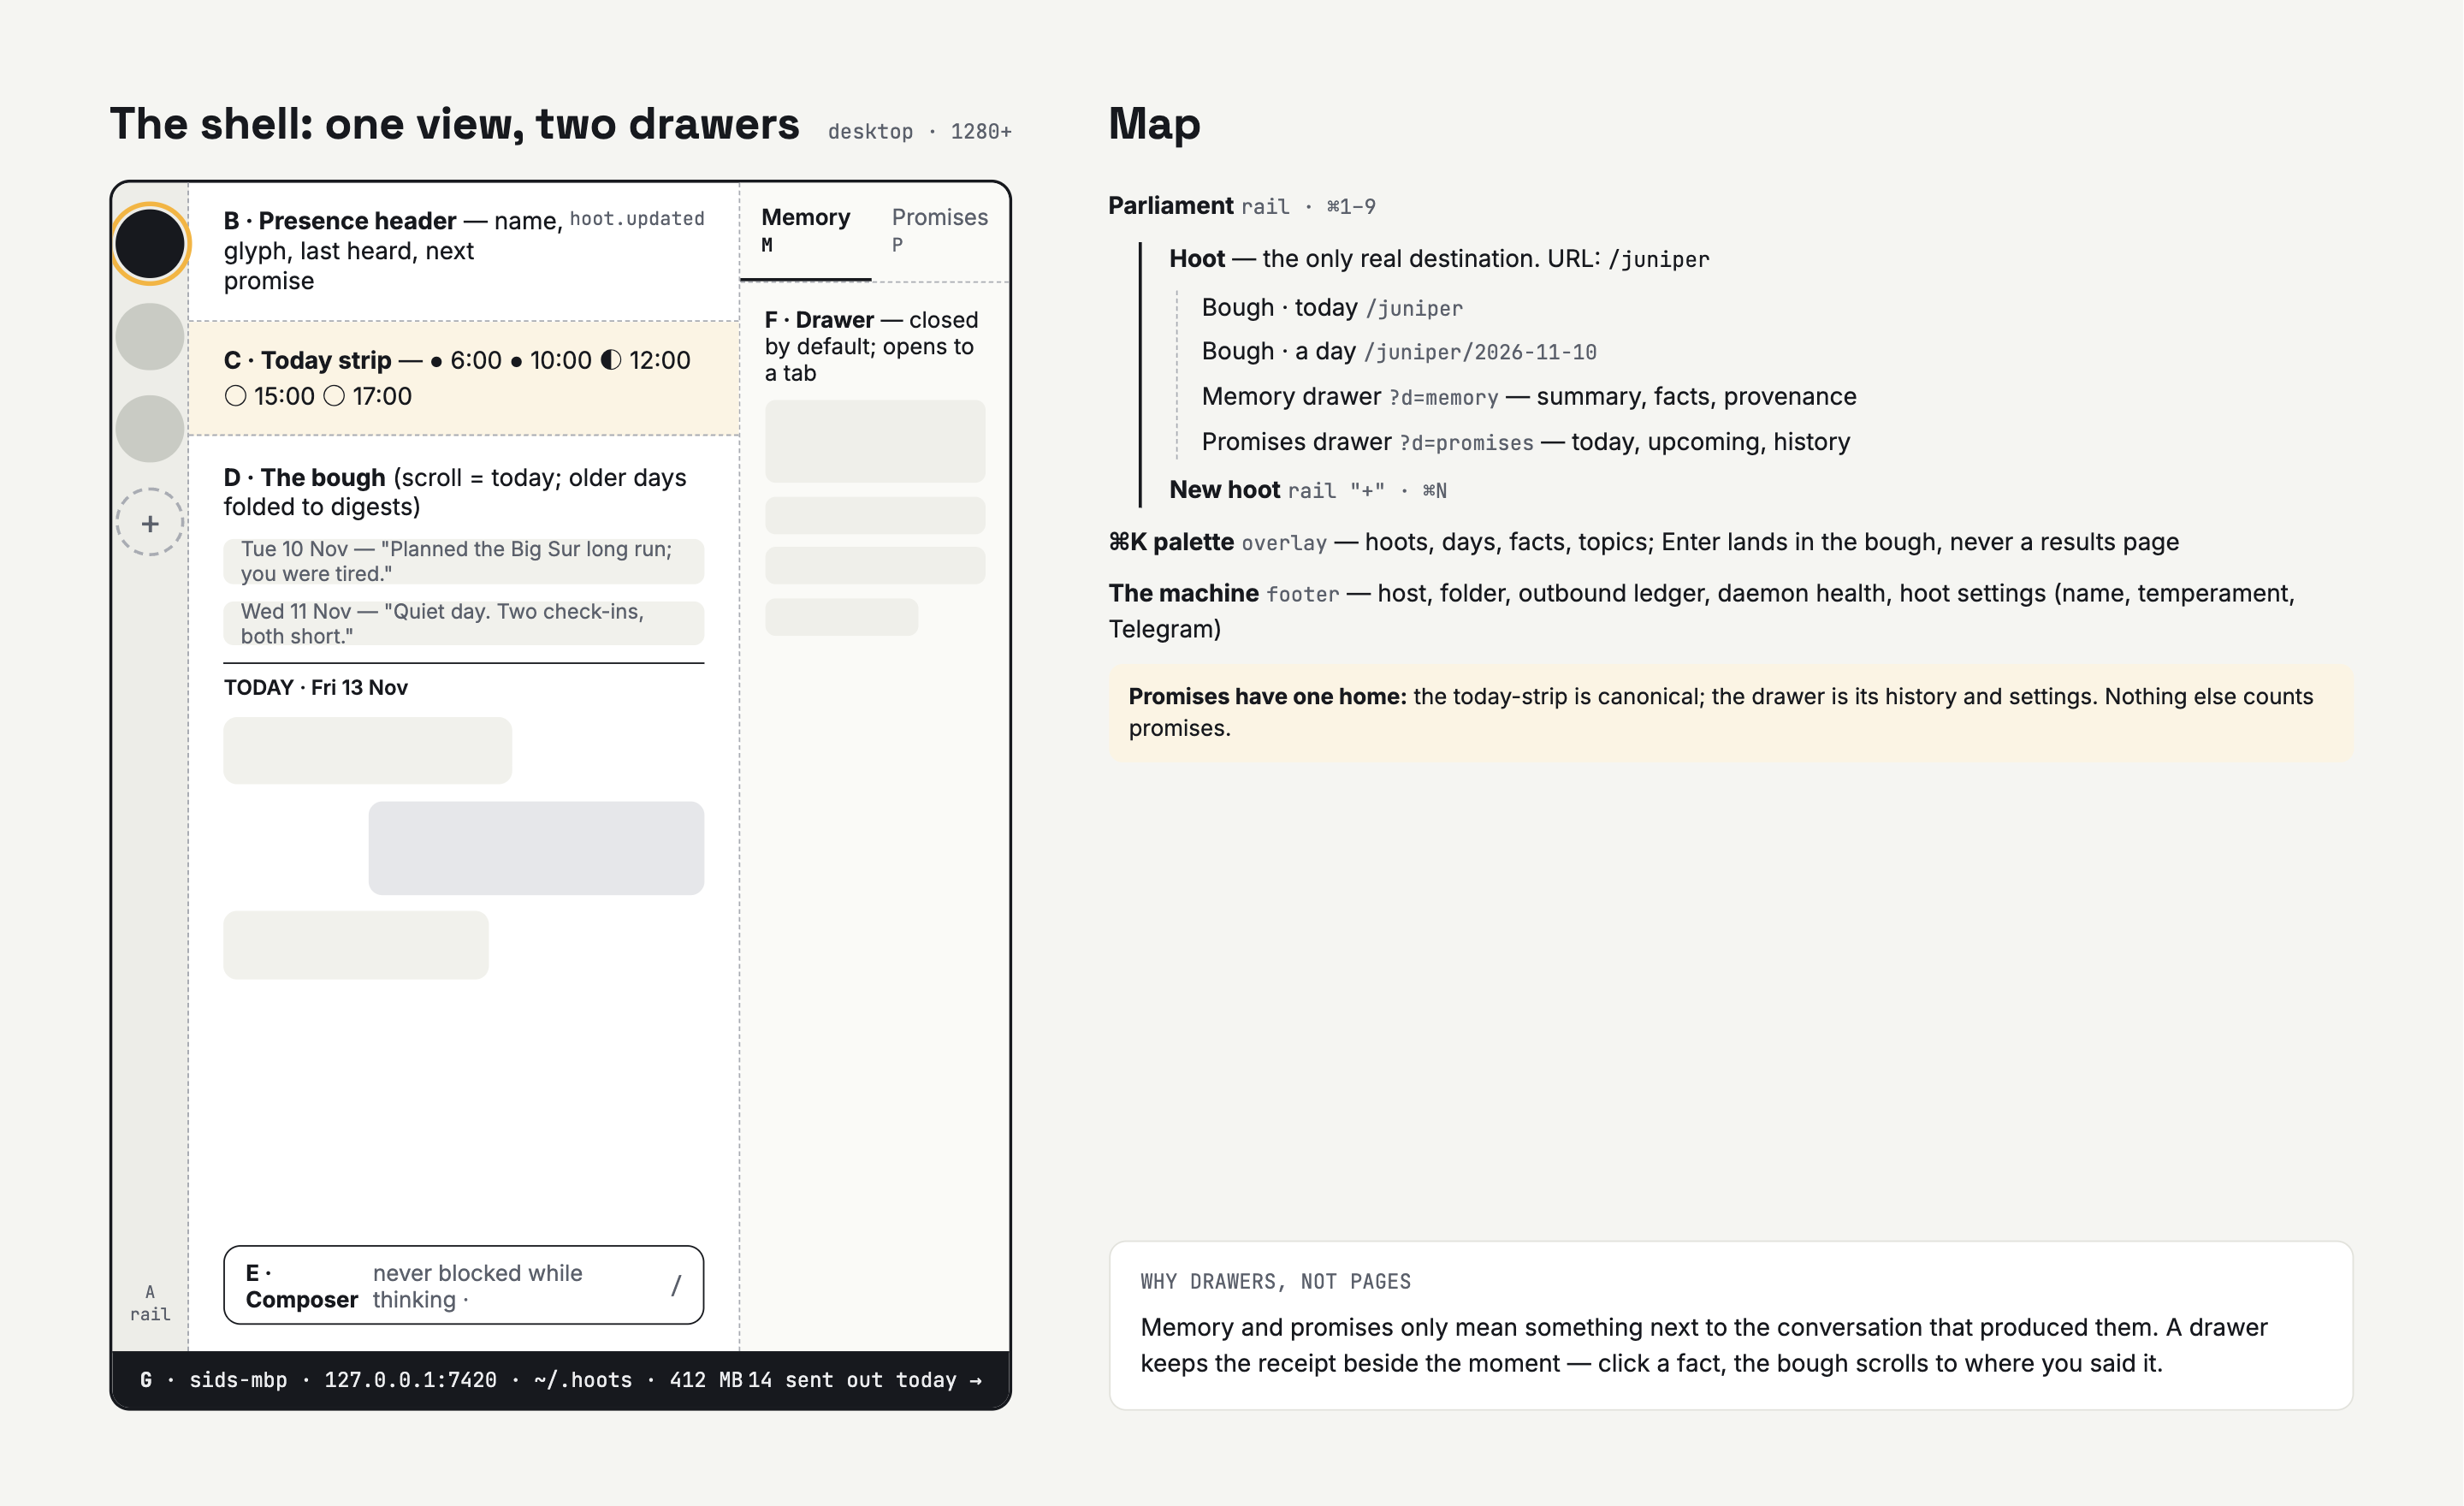 The shell: one view, two drawers desktop · 1280+
B · Presence header — name, hoot.updated
glyph, last heard, next
promise
C · Today strip — ● 6:00 ● 10:00 ◐ 12:00
○ 15:00 ○ 17:00
D · The bough (scroll = today; older days
folded to digests)
Tue 10 Nov — "Planned the Big Sur long run;
you were tired."
Wed 11 Nov — "Quiet day. Two check-ins,
both short."
TODAY · Fri 13 Nov
E ·
Composer
never blocked while
thinking ·
/
+
A
rail
Memory
M
Promises
P
F · Drawer — closed
by default; opens to
a tab
G · sids-mbp · 127.0.0.1:7420 · ~/.hoots · 412 MB 14 sent out today →
Map
Parliament rail · ⌘1–9
Hoot — the only real destination. URL: /juniper
Bough · today /juniper
Bough · a day /juniper/2026-11-10
Memory drawer ?d=memory — summary, facts, provenance
Promises drawer ?d=promises — today, upcoming, history
New hoot rail "+" · ⌘N
⌘K palette overlay — hoots, days, facts, topics; Enter lands in the bough, never a results page
The machine footer — host, folder, outbound ledger, daemon health, hoot settings (name, temperament,
Telegram)
Promises have one home: the today-strip is canonical; the drawer is its history and settings. Nothing else counts
promises.
WHY DRAWERS, NOT PAGES
Memory and promises only mean something next to the conversation that produced them. A drawer
keeps the receipt beside the moment — click a fact, the bough scrolls to where you said it.